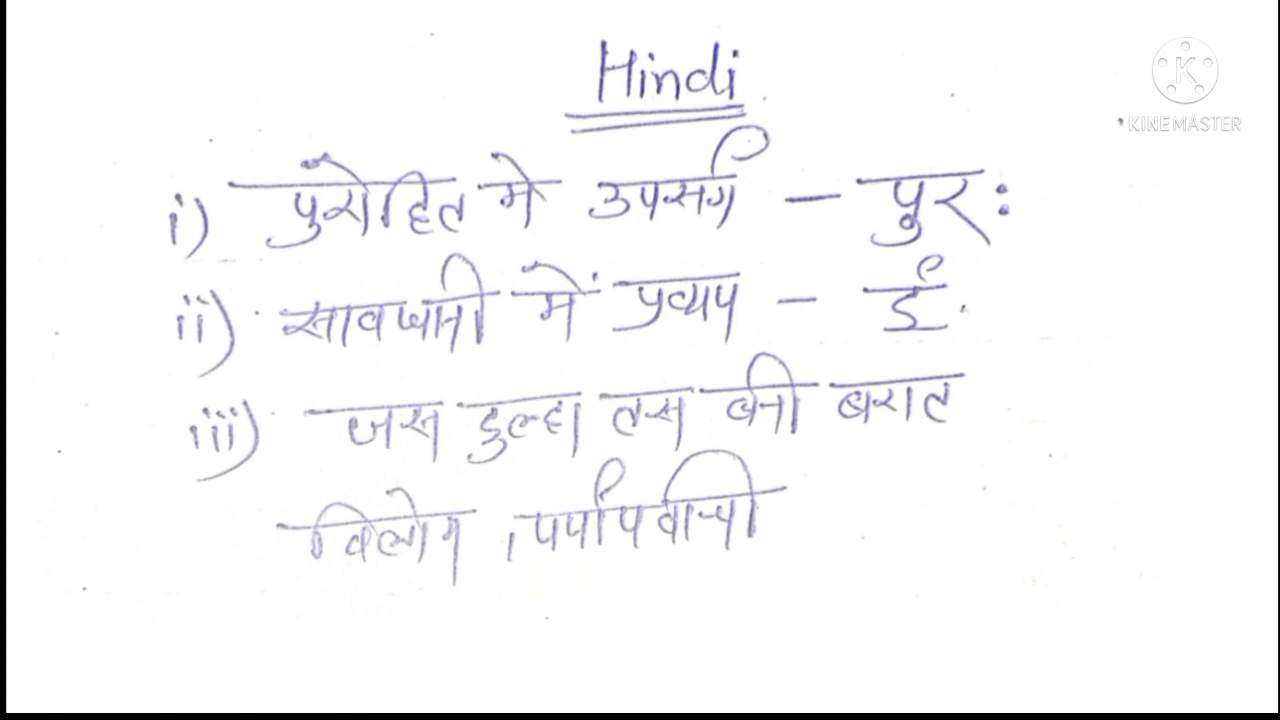 Hindi
i) पुरोहित मे उपसर्ग - पुर:
ii) सावधानी में प्रत्यय - ई
iii) जस दुल्हा तस बनी बरात
विलोम, पर्यायवाची
KINEMASTER